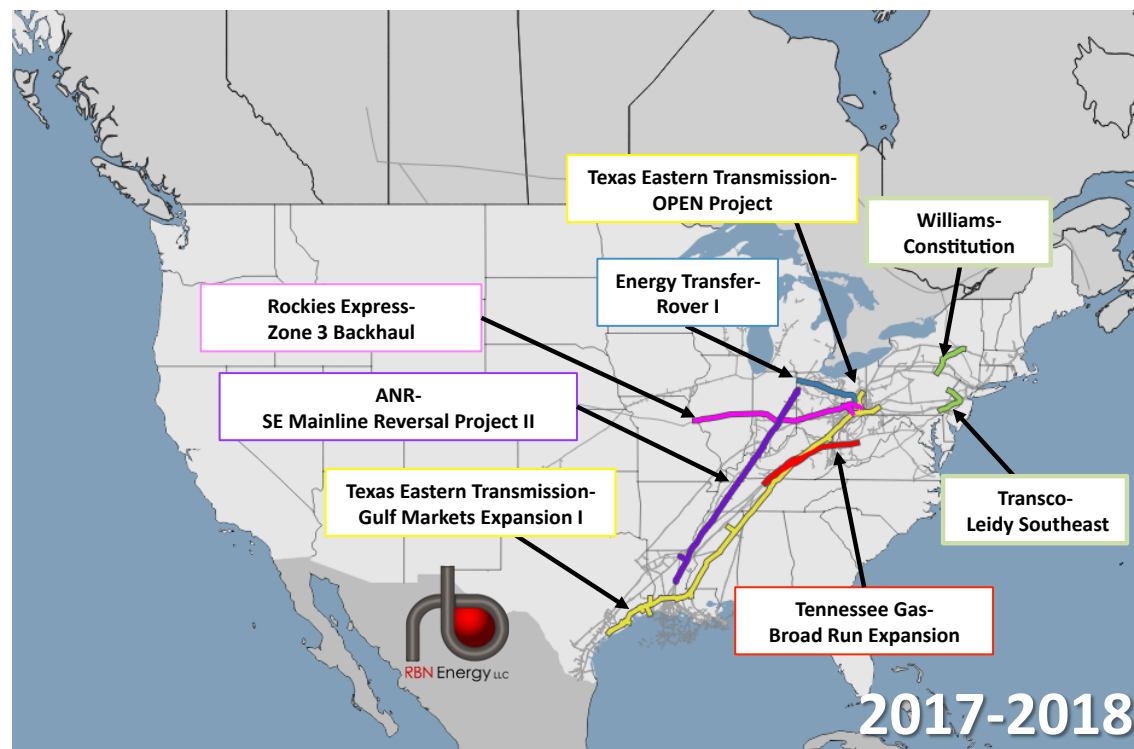 Texas Eastern Transmission-
OPEN Project
Williams-
Constitution
Energy Transfer-
Rover I
Rockies Express-
Zone 3 Backhaul
ANR-
SE Mainline Reversal Project II
Texas Eastern Transmission-
Gulf Markets Expansion I
Transco-
Leidy Southeast
Tennessee Gas-
Broad Run Expansion
RBN Energy LLC
2017-2018